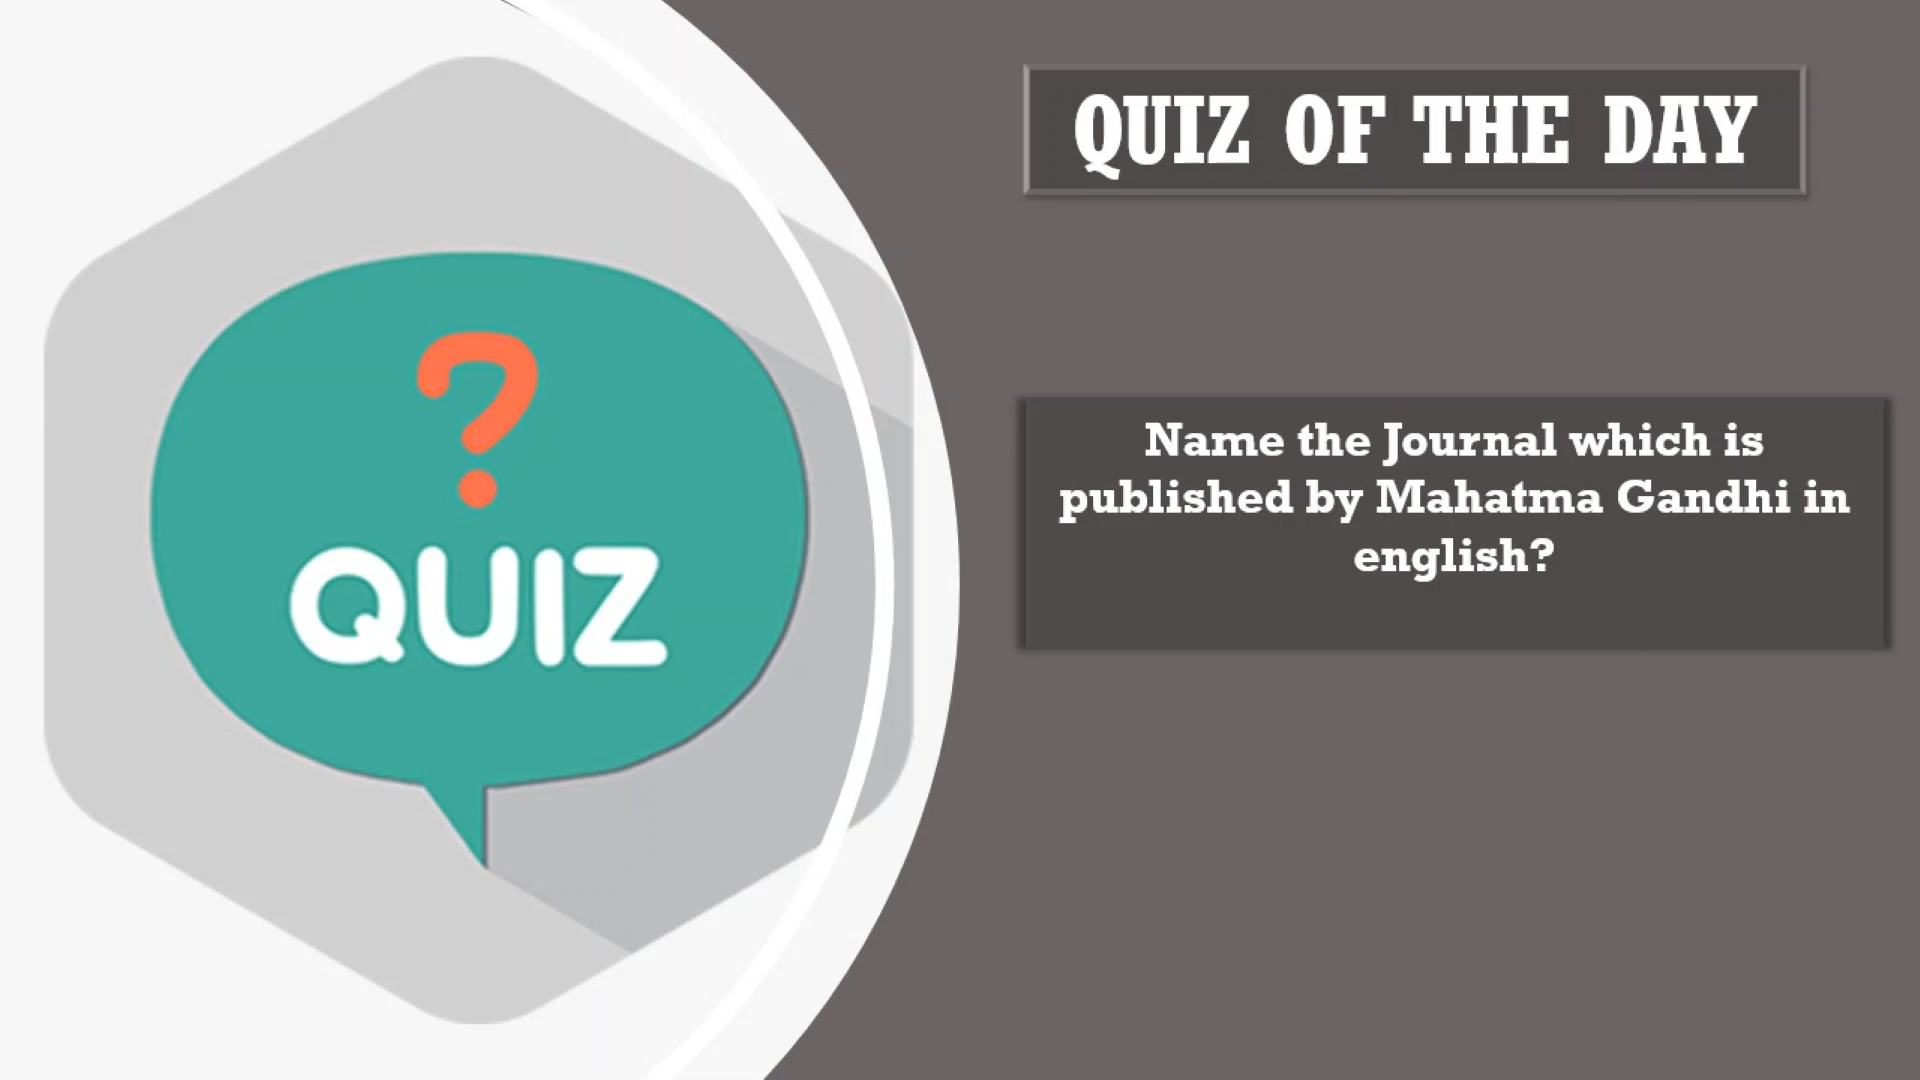 ?
QUIZ
QUIZ OF THE DAY
Name the Journal which is
published by Mahatma Gandhi in
english?